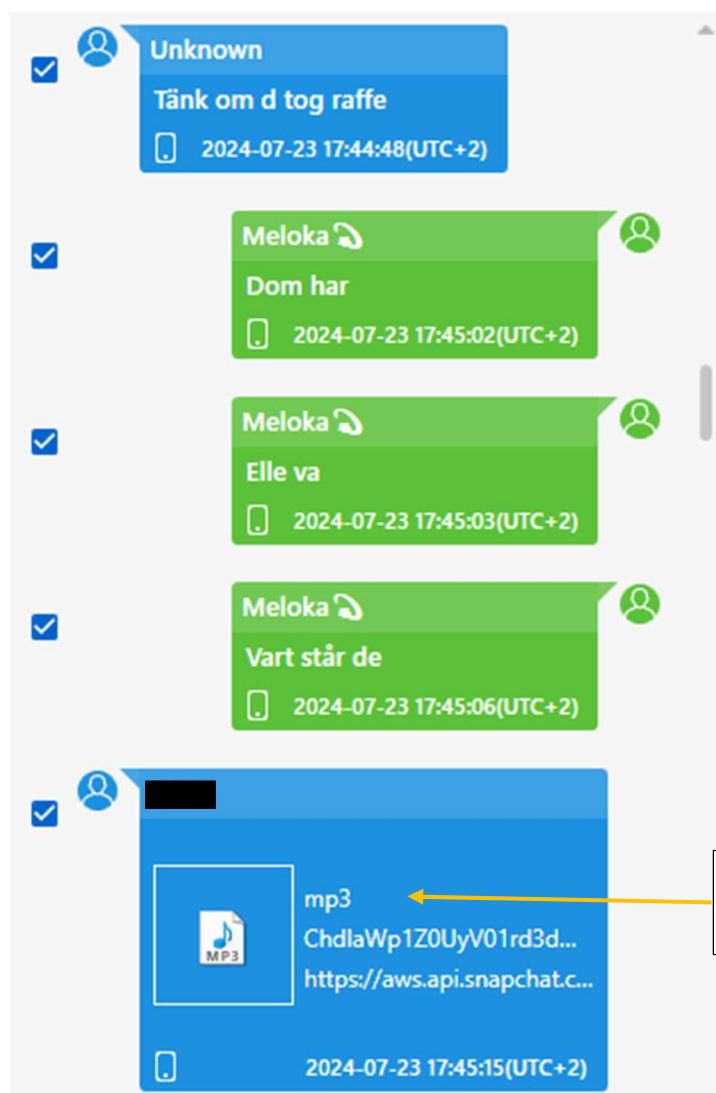 Unknown
Tänk om d tog raffe
2024-07-23 17:44:48(UTC+2)
Meloka
Dom har
2024-07-23 17:45:02(UTC+2)
Meloka
Elle va
2024-07-23 17:45:03(UTC+2)
Meloka
Vart står de
2024-07-23 17:45:06(UTC+2)
mp3
MP3
ChdlaWp1Z0UyV01rd3d...
https://aws.api.snapchat.c...
2024-07-23 17:45:15(UTC+2)